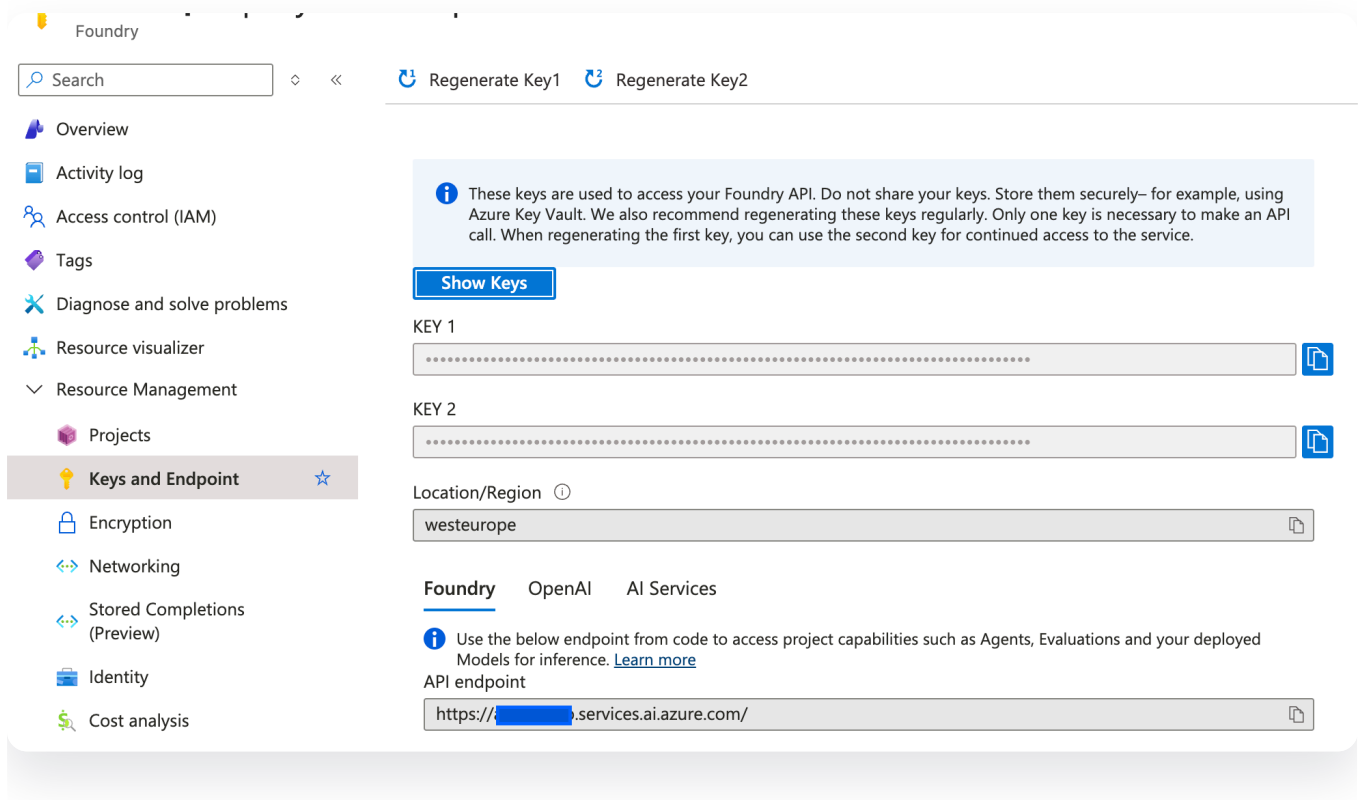 Foundry
Search
Overview
Activity log
Access control (IAM)
Tags
Diagnose and solve problems
Resource visualizer
Resource Management
Projects
Keys and Endpoint
Encryption
Networking
Stored Completions
(Preview)
Identity
Cost analysis
Regenerate Key1
Regenerate Key2
These keys are used to access your Foundry API. Do not share your keys. Store them securely– for example, using
Azure Key Vault. We also recommend regenerating these keys regularly. Only one key is necessary to make an API
call. When regenerating the first key, you can use the second key for continued access to the service.
Show Keys
KEY 1
••••••••••••••••••••••••••••••••••••••••••••••••••••••••••••••••••••••••••••••••••••
KEY 2
••••••••••••••••••••••••••••••••••••••••••••••••••••••••••••••••••••••••••••••••••••
Location/Region
westeurope
Foundry OpenAI AI Services
Use the below endpoint from code to access project capabilities such as Agents, Evaluations and your deployed
Models for inference. Learn more
API endpoint
https:// .services.ai.azure.com/